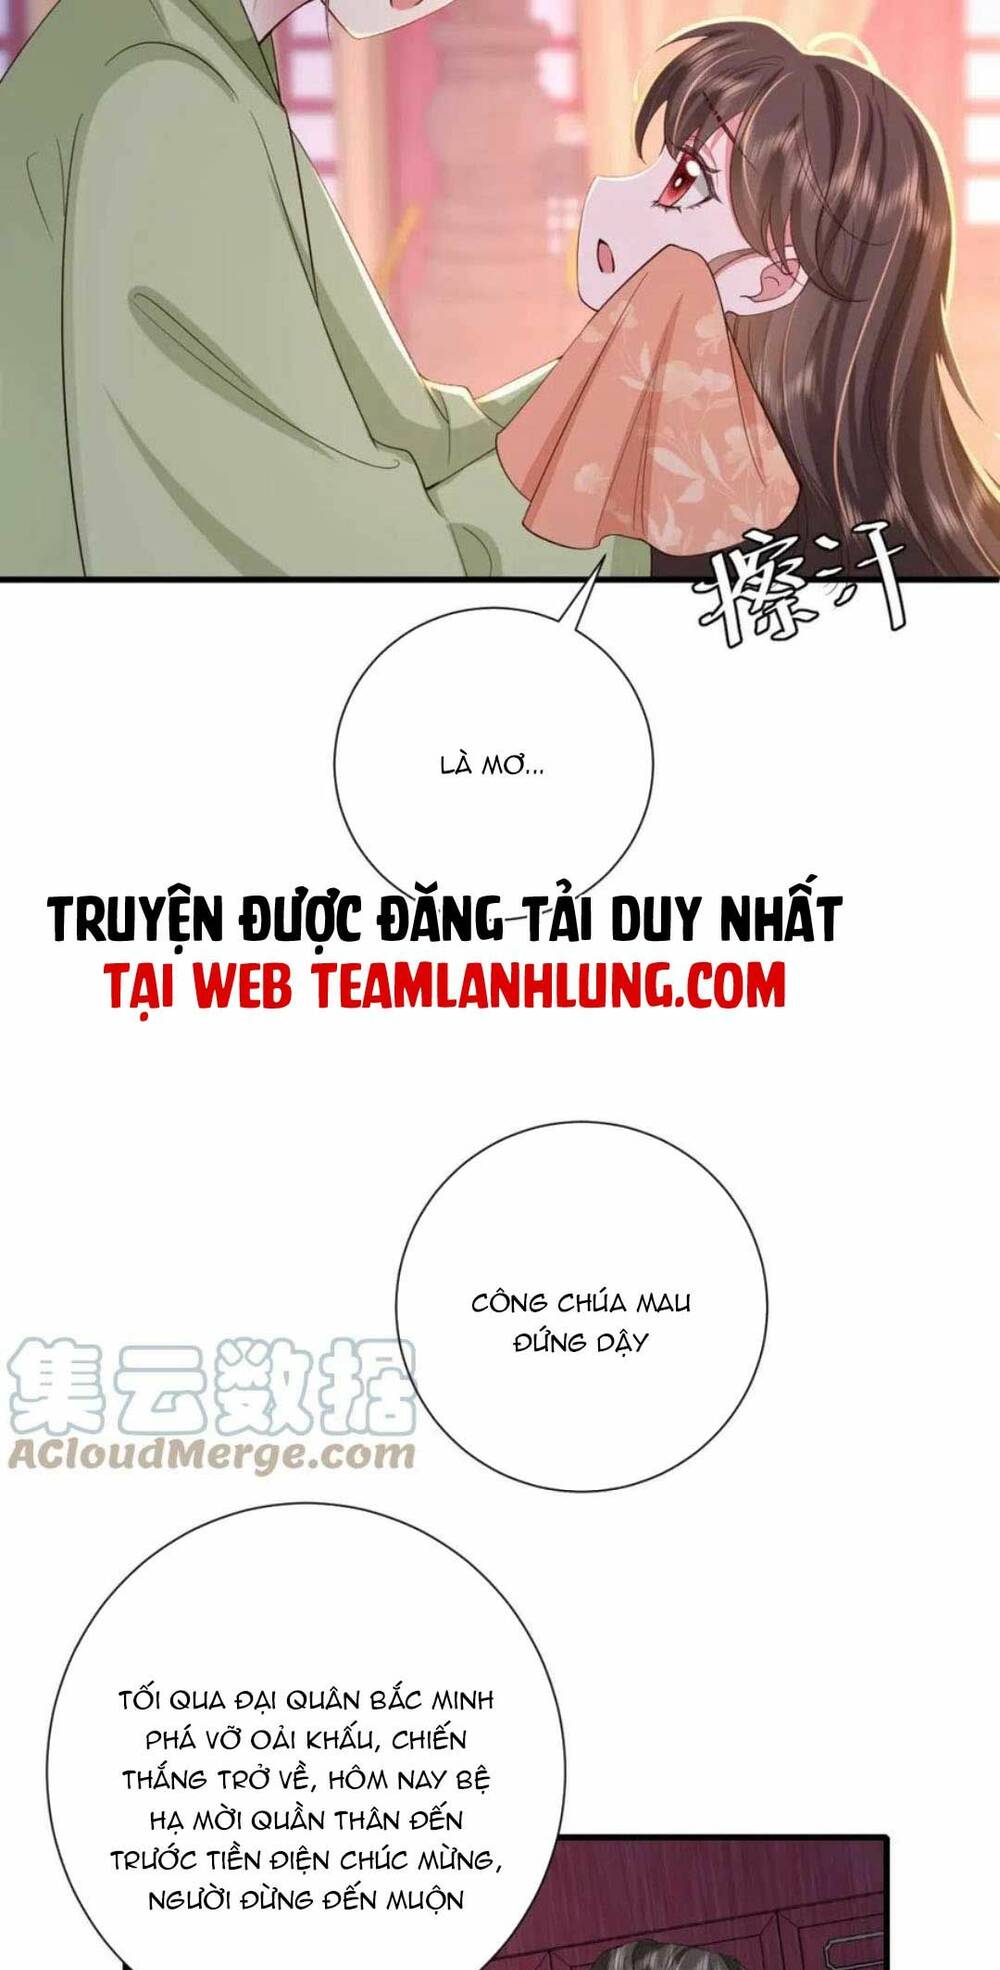 擦汗
LÀ MƠ...
TRUYỆN ĐƯỢC ĐĂNG TẢI DUY NHẤT
TẠI WEB TEAMLANHLUNG.COM
CÔNG CHÚA MAU
ĐỨNG DẬY
集云数据
ACloudMerge.com
TỐI QUA ĐẠI QUÂN BẮC MINH
PHÁ VỠ OẢI KHẤU, CHIẾN
THẮNG TRỞ VỀ, HÔM NAY BỆ
HẠ MỜI QUẦN THÂN ĐẾN
TRƯỚC TIỀN ĐIỆN CHÚC MỪNG,
NGƯỜI ĐỪNG ĐẾN MUỘN